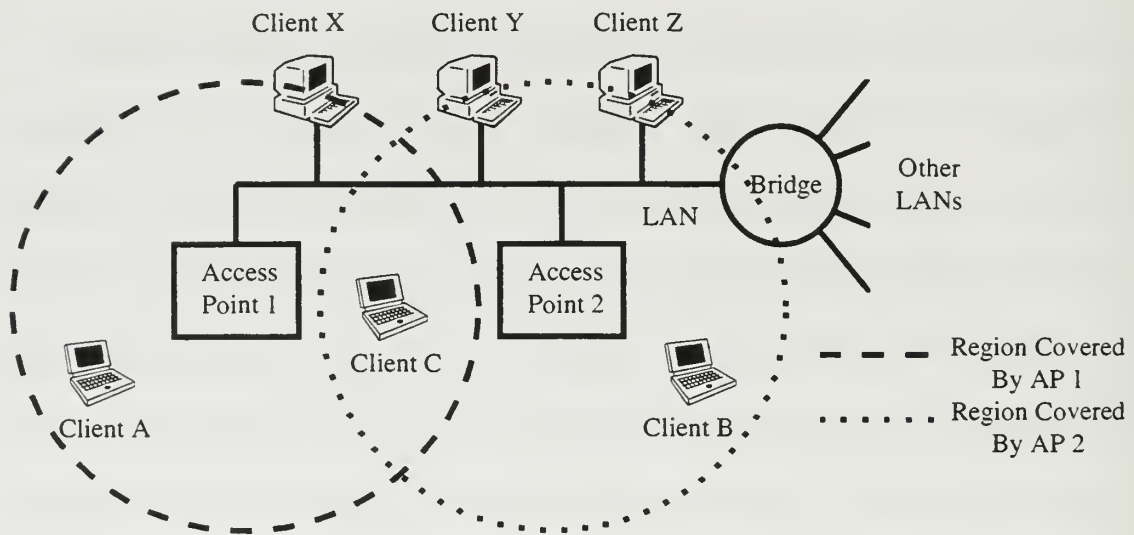 Client X
Client Y
Client Z
Bridge
Other
LANs
LAN
Access
Point 1
Access
Point 2
Client C
Client A
Client B
Region Covered
By AP 1
Region Covered
By AP 2